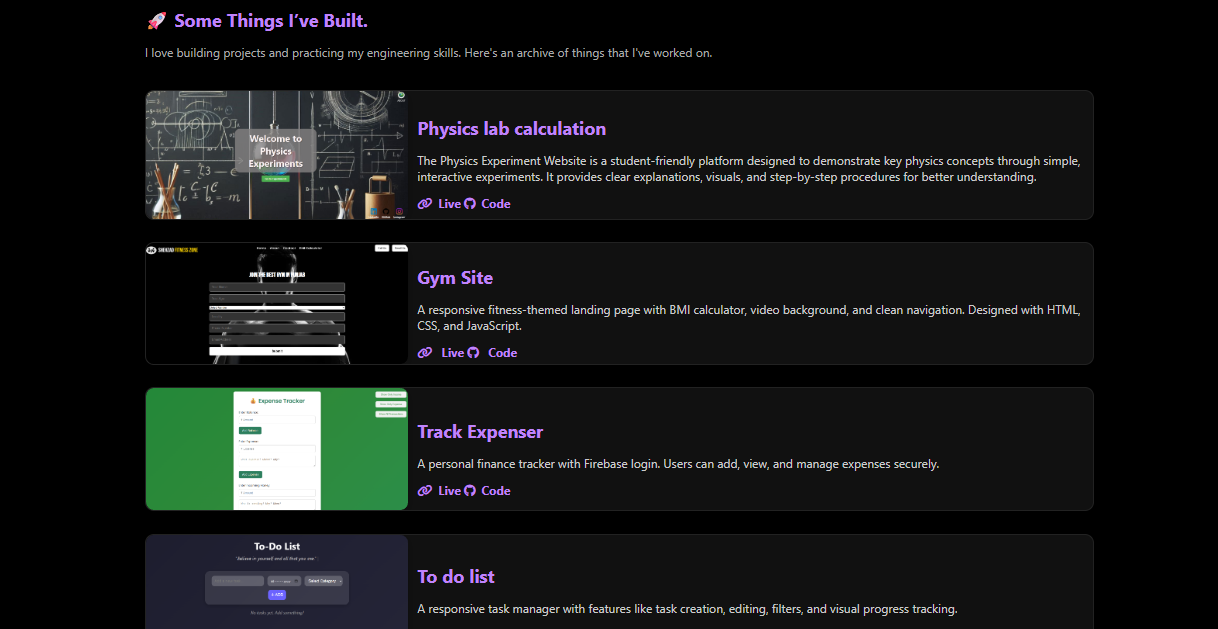 🚀 Some Things I’ve Built.
I love building projects and practicing my engineering skills. Here's an archive of things that I've worked on.
Welcome to
Physics
Experiments
Physics lab calculation
The Physics Experiment Website is a student-friendly platform designed to demonstrate key physics concepts through simple,
interactive experiments. It provides clear explanations, visuals, and step-by-step procedures for better understanding.
Live Code
FITNESS ZONE
JOIN THE BEST GYM IN
SUBMIT
Gym Site
A responsive fitness-themed landing page with BMI calculator, video background, and clean navigation. Designed with HTML,
CSS, and JavaScript.
Live Code
Expense Tracker
Track Expenser
A personal finance tracker with Firebase login. Users can add, view, and manage expenses securely.
Live Code
To-Do List
"Believe in yourself and all that you are"
Select Category
+ ADD
No tasks yet. Add something!
To do list
A responsive task manager with features like task creation, editing, filters, and visual progress tracking.